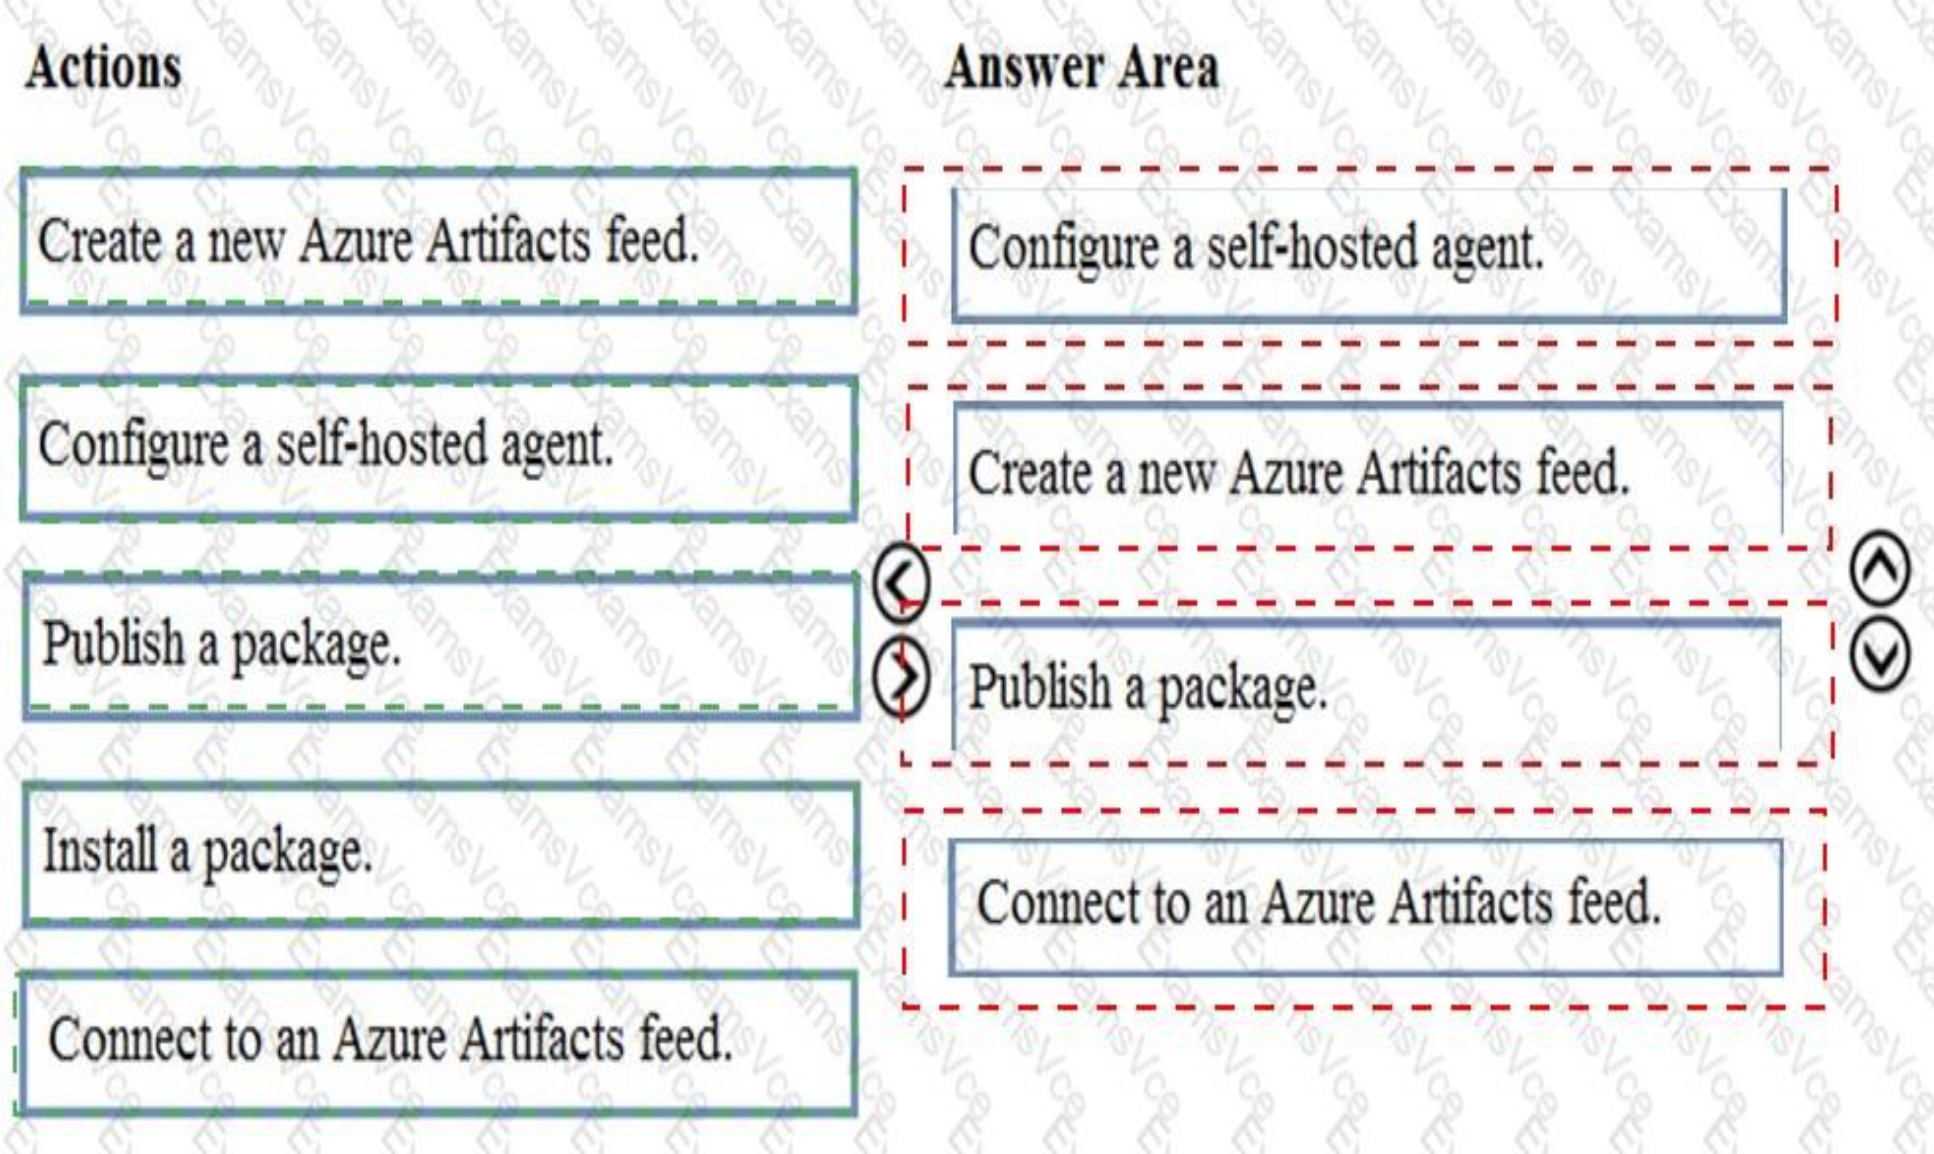 Actions
Create a new Azure Artifacts feed.
Configure a self-hosted agent.
Publish a package.
Install a package.
Connect to an Azure Artifacts feed.
Answer Area
Configure a self-hosted agent.
Create a new Azure Artifacts feed.
Publish a package.
Connect to an Azure Artifacts feed.
ExamsVce